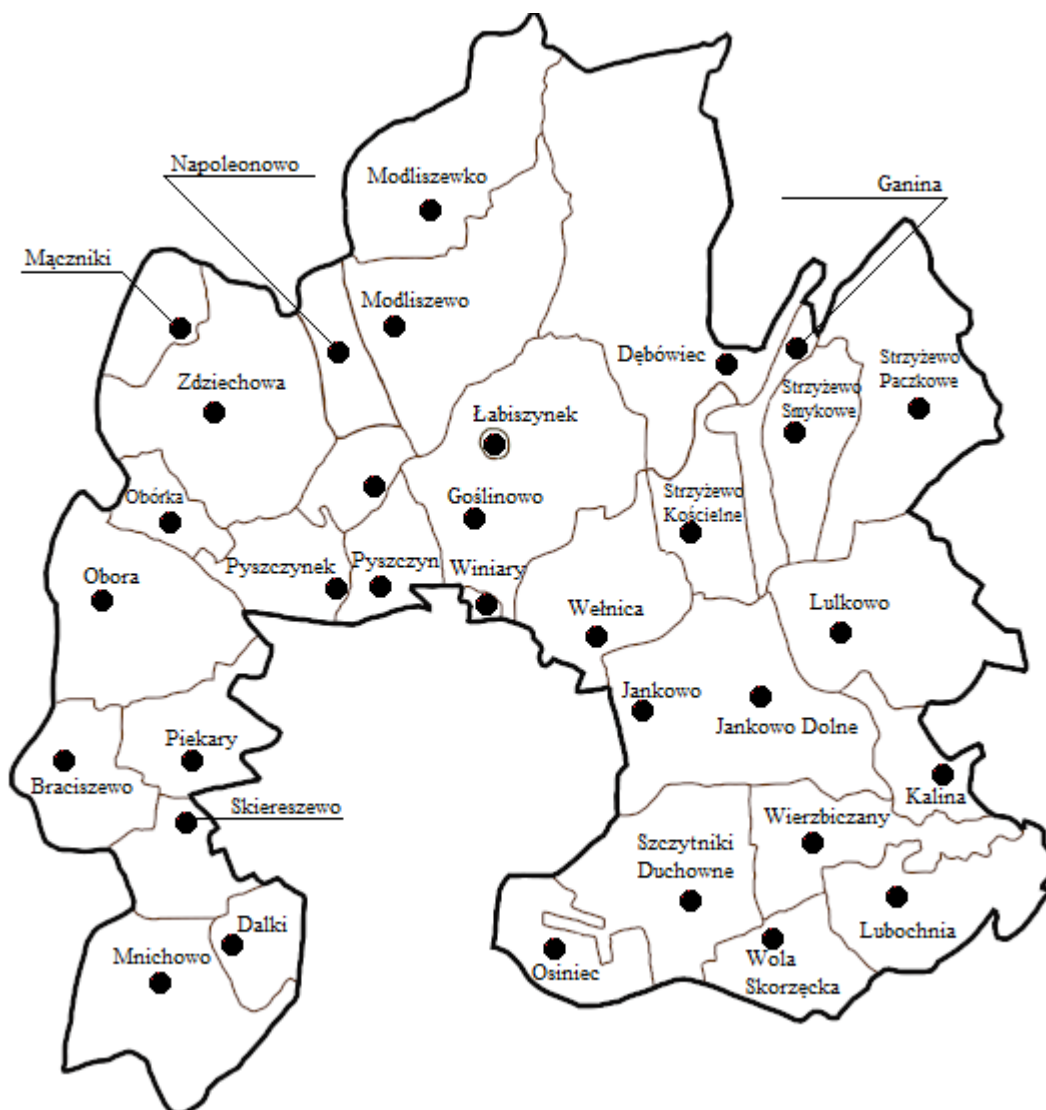 Napoleonowo
Modliszewko
Ganina
Mączniki
Modliszewo
Dębówiec
Strzyżewo
Paczkowe
Zdziechowa
Strzyżewo
Smykowe
Łabiszynek
Obórka
Goślinowo
Strzyżewo
Kościelne
Pyszczynek
Pyszczyn
Winiary
Obora
Wełnica
Lulkowo
Jankowo
Jankowo Dolne
Piekary
Braciszewo
Skiereszewo
Kalina
Wierzbiczany
Szczytniki
Duchowne
Dalki
Mnichowo
Lubochnia
Osiniec
Wola
Skorzęcka